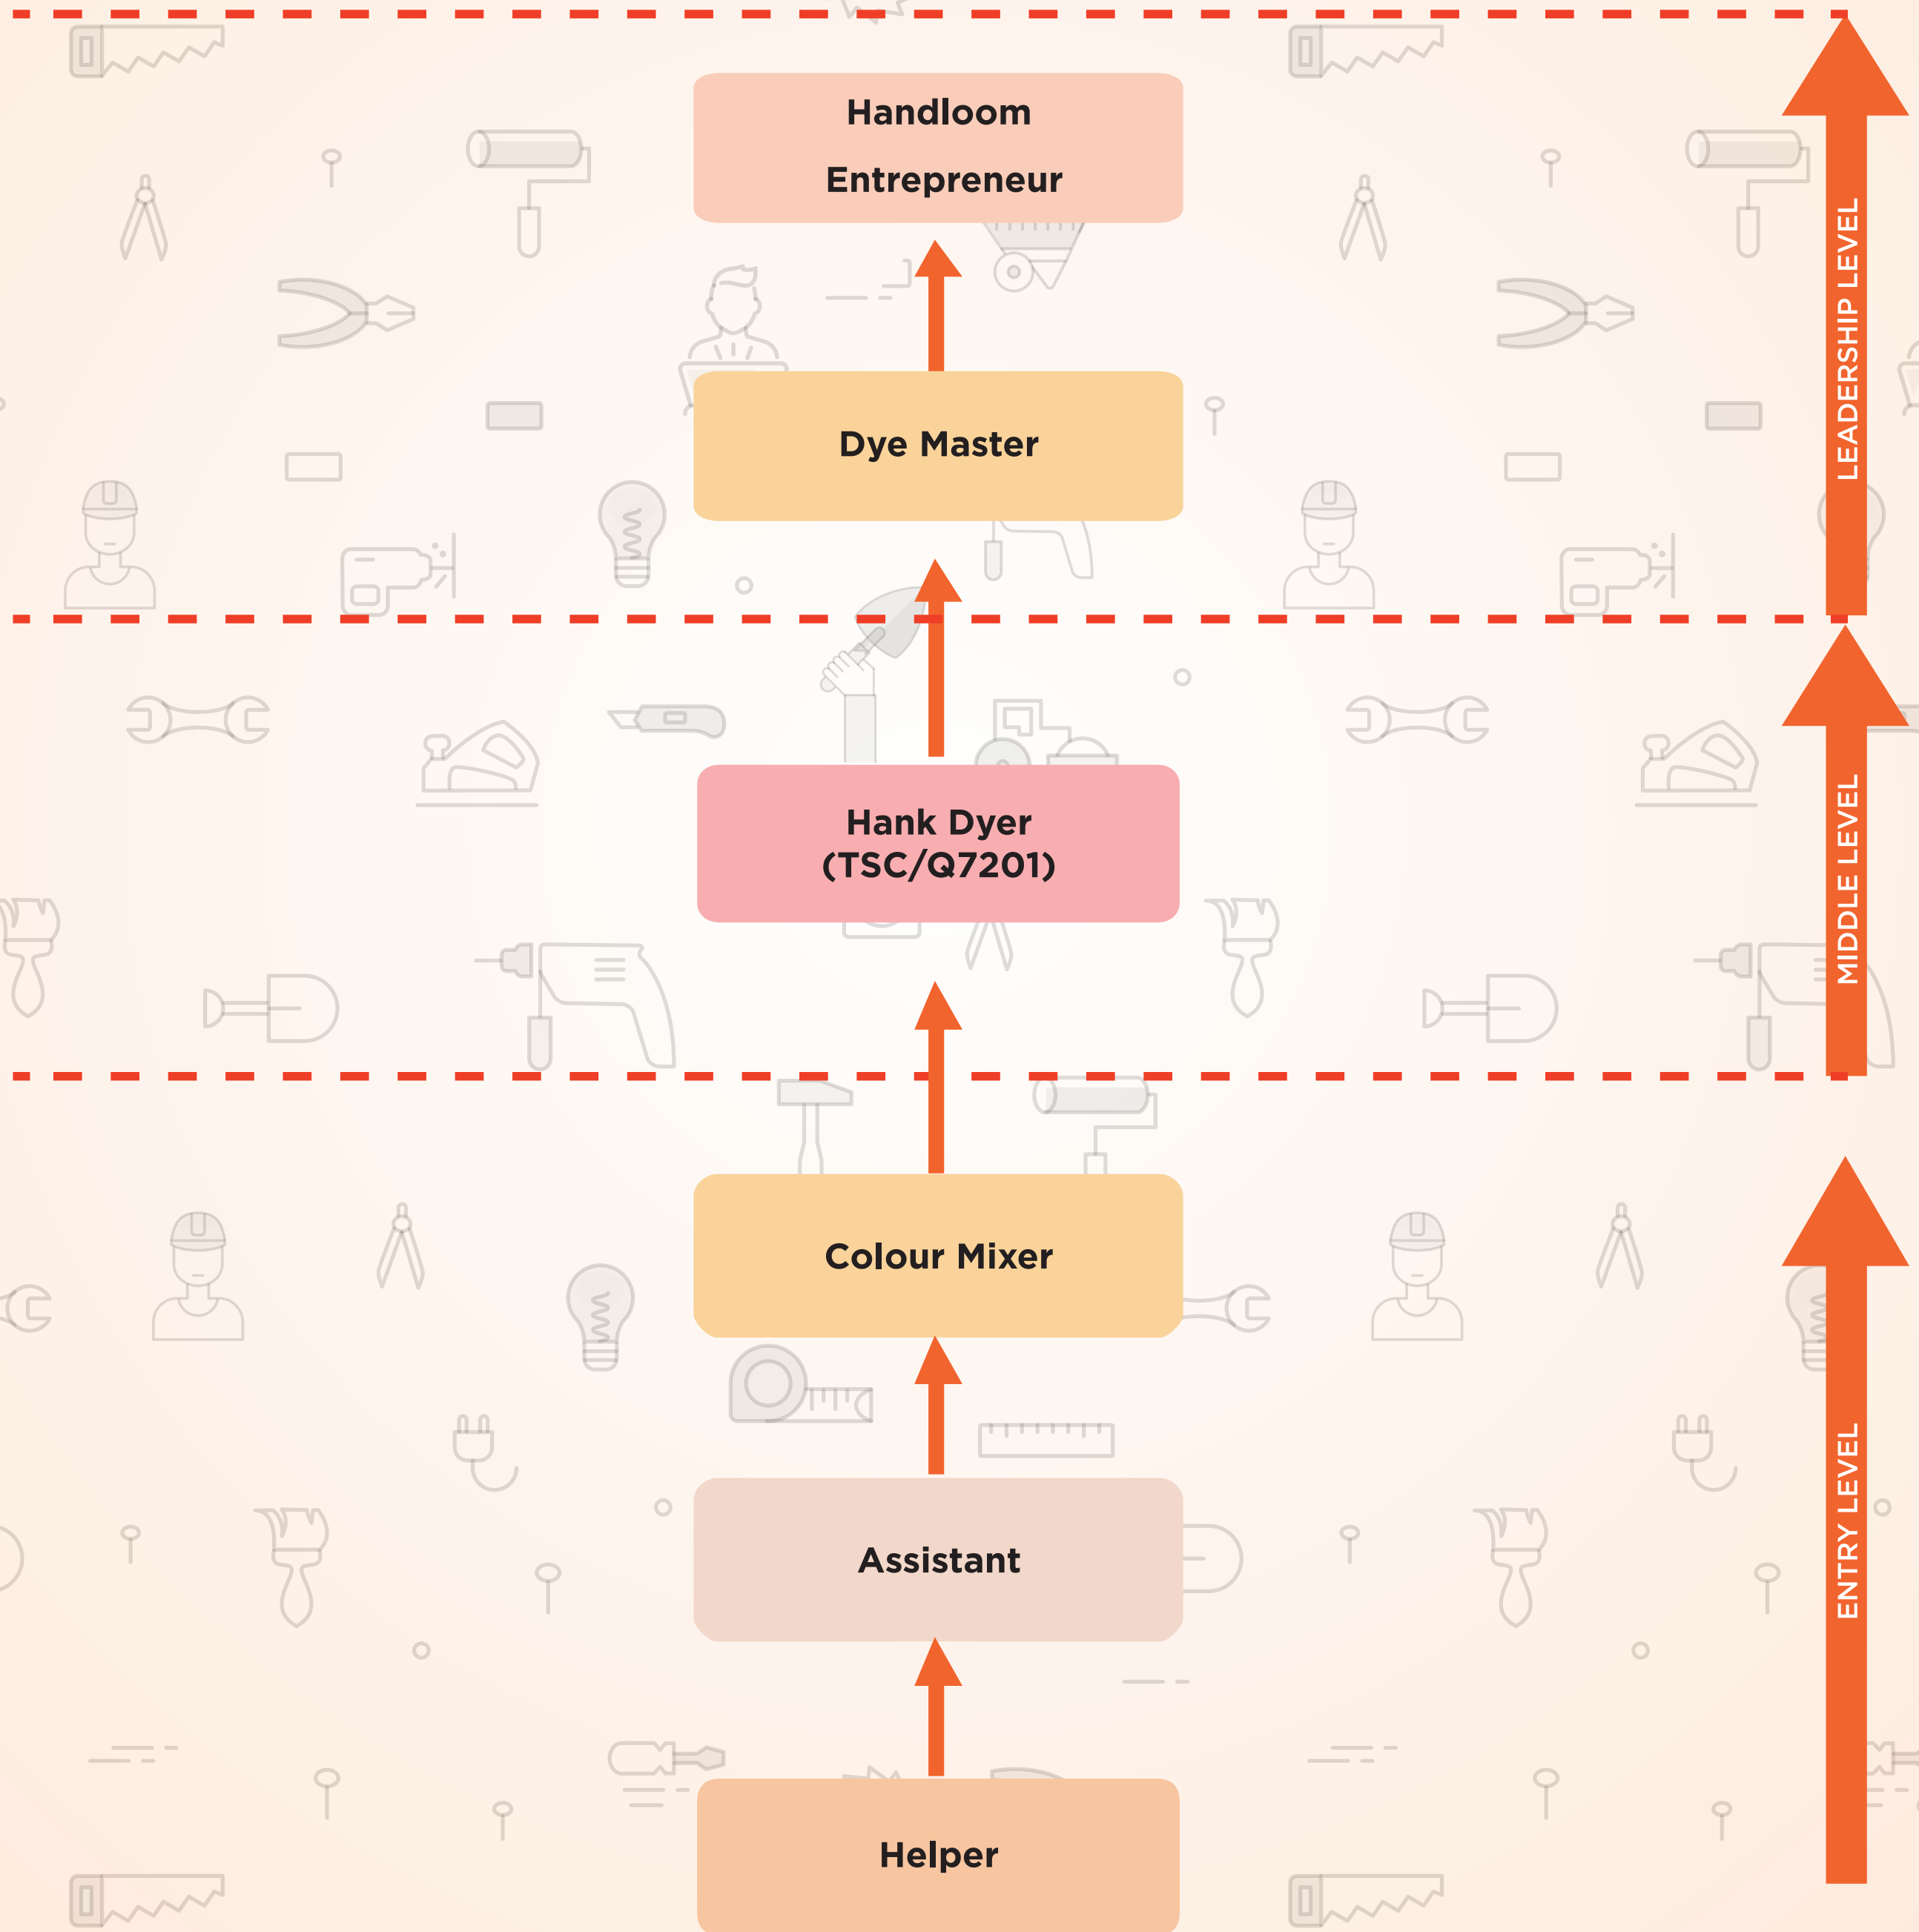 Handloom
Entrepreneur
LEADERSHIP LEVEL
Dye Master
Hank Dyer
(TSC/Q7201)
MIDDLE LEVEL
Colour Mixer
ENTRY LEVEL
Assistant
Helper